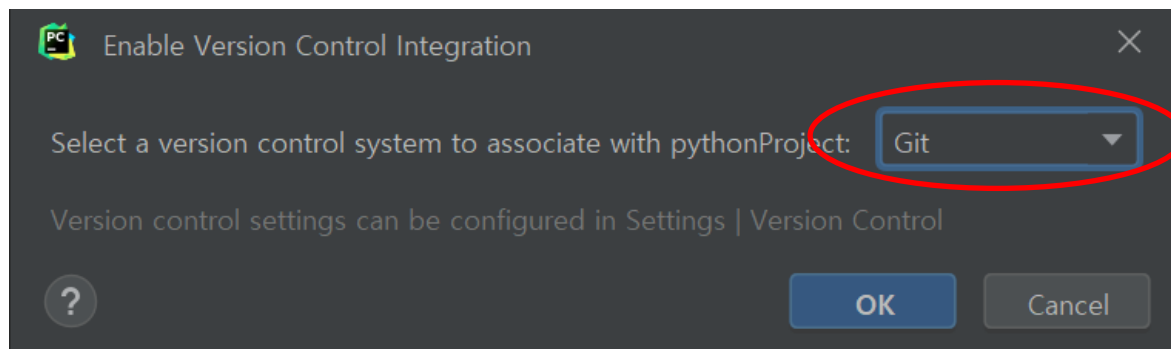 PC
Enable Version Control Integration
Select a version control system to associate with pythonProject: Git
Version control settings can be configured in Settings | Version Control
?
OK Cancel